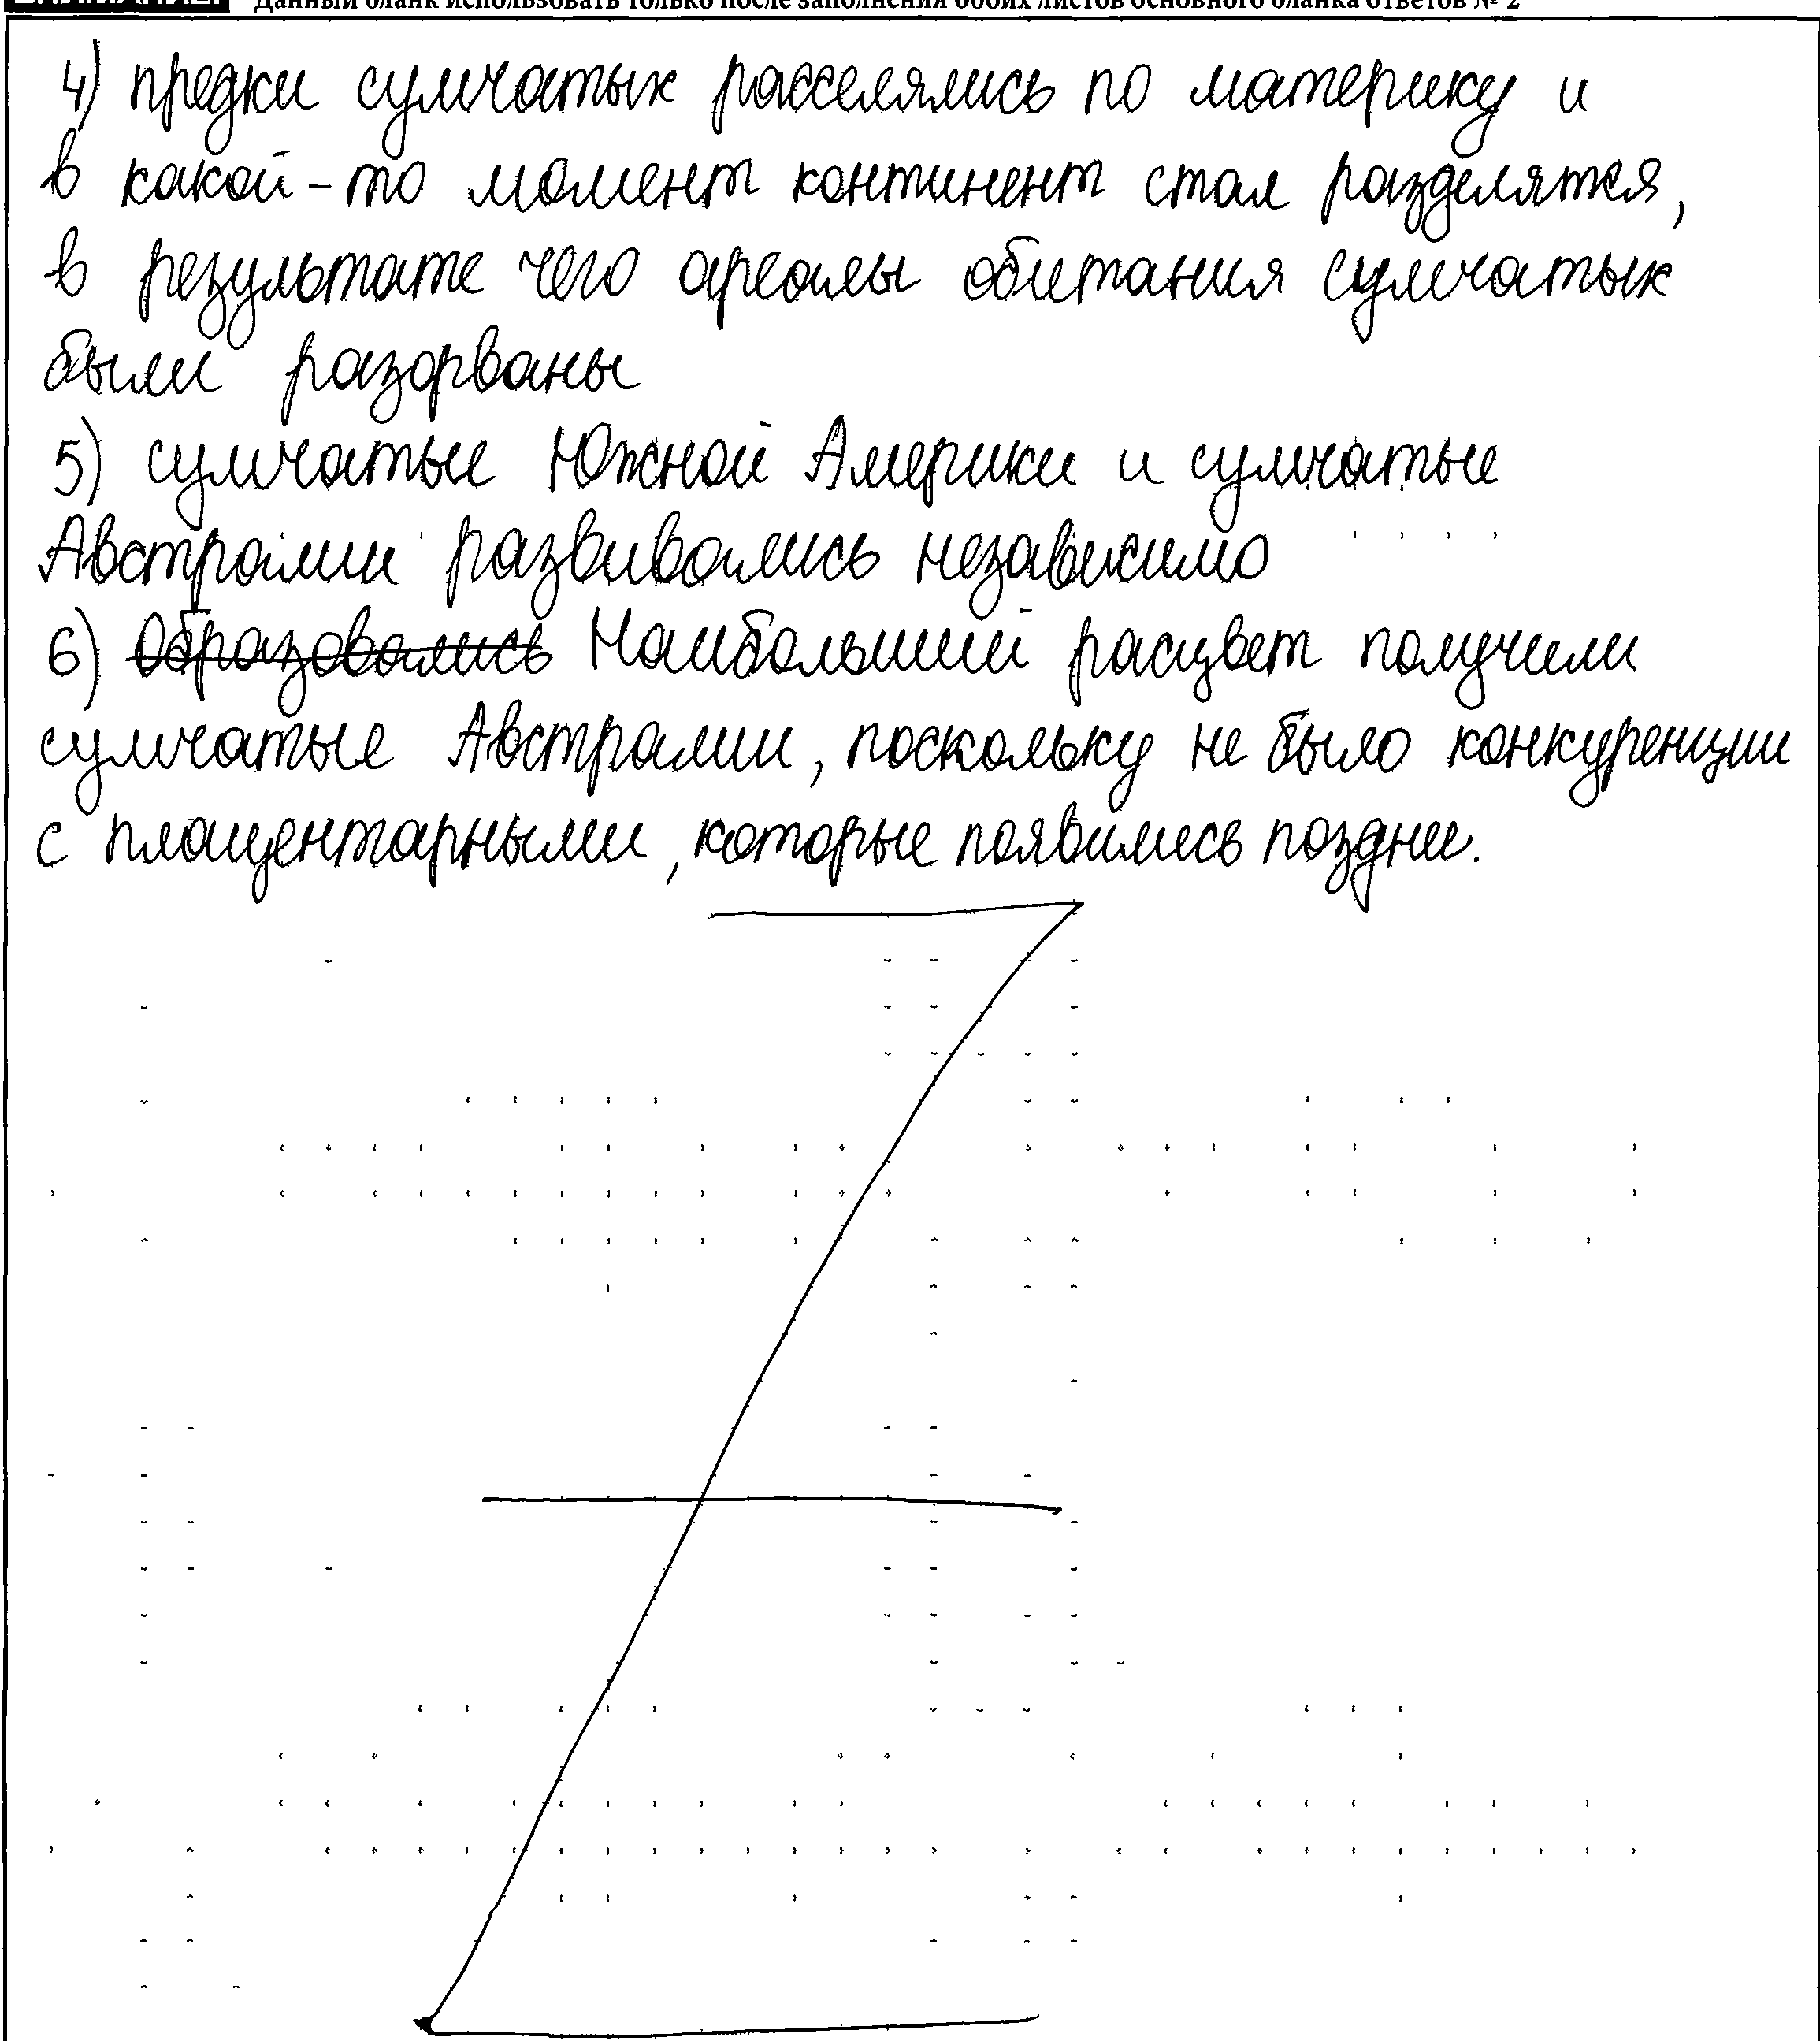 Данный бланк использовать только после заполнения обоих листов основного бланка ответов № 2
4) предки сумчатых расселялись по материку и
в какой-то момент континент стал разделятся,
в результате чего ареалы обитания сумчатых
были разорваны
5) сумчатые Южной Америки и сумчатые
Австралии развивались независимо
6) Образовались Наибольший расцвет получили
сумчатые Австралии, поскольку не было конкуренции
с плацентарными, которые появились позднее.